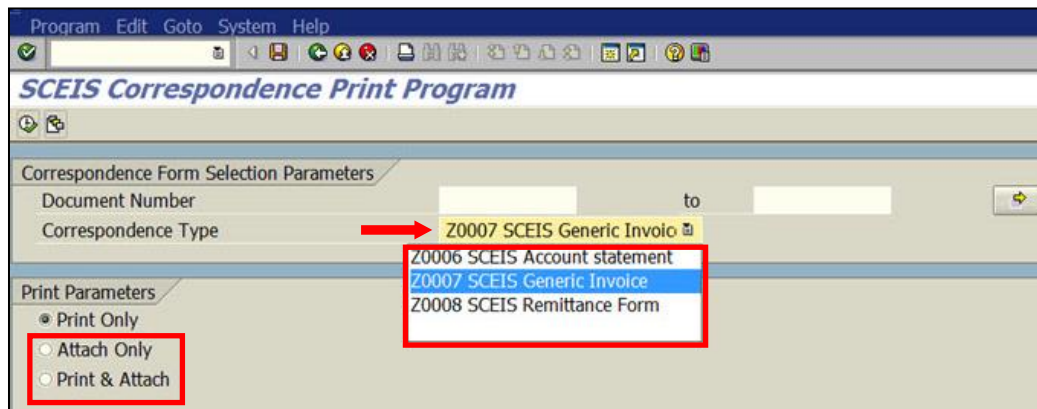 Program Edit Goto System Help
SCEIS Correspondence Print Program
Correspondence Form Selection Parameters
Document Number to
Correspondence Type Z0007 SCEIS Generic Invoic
Z0006 SCEIS Account statement
Z0007 SCEIS Generic Invoice
Z0008 SCEIS Remittance Form
Print Parameters
Print Only
Attach Only
Print & Attach